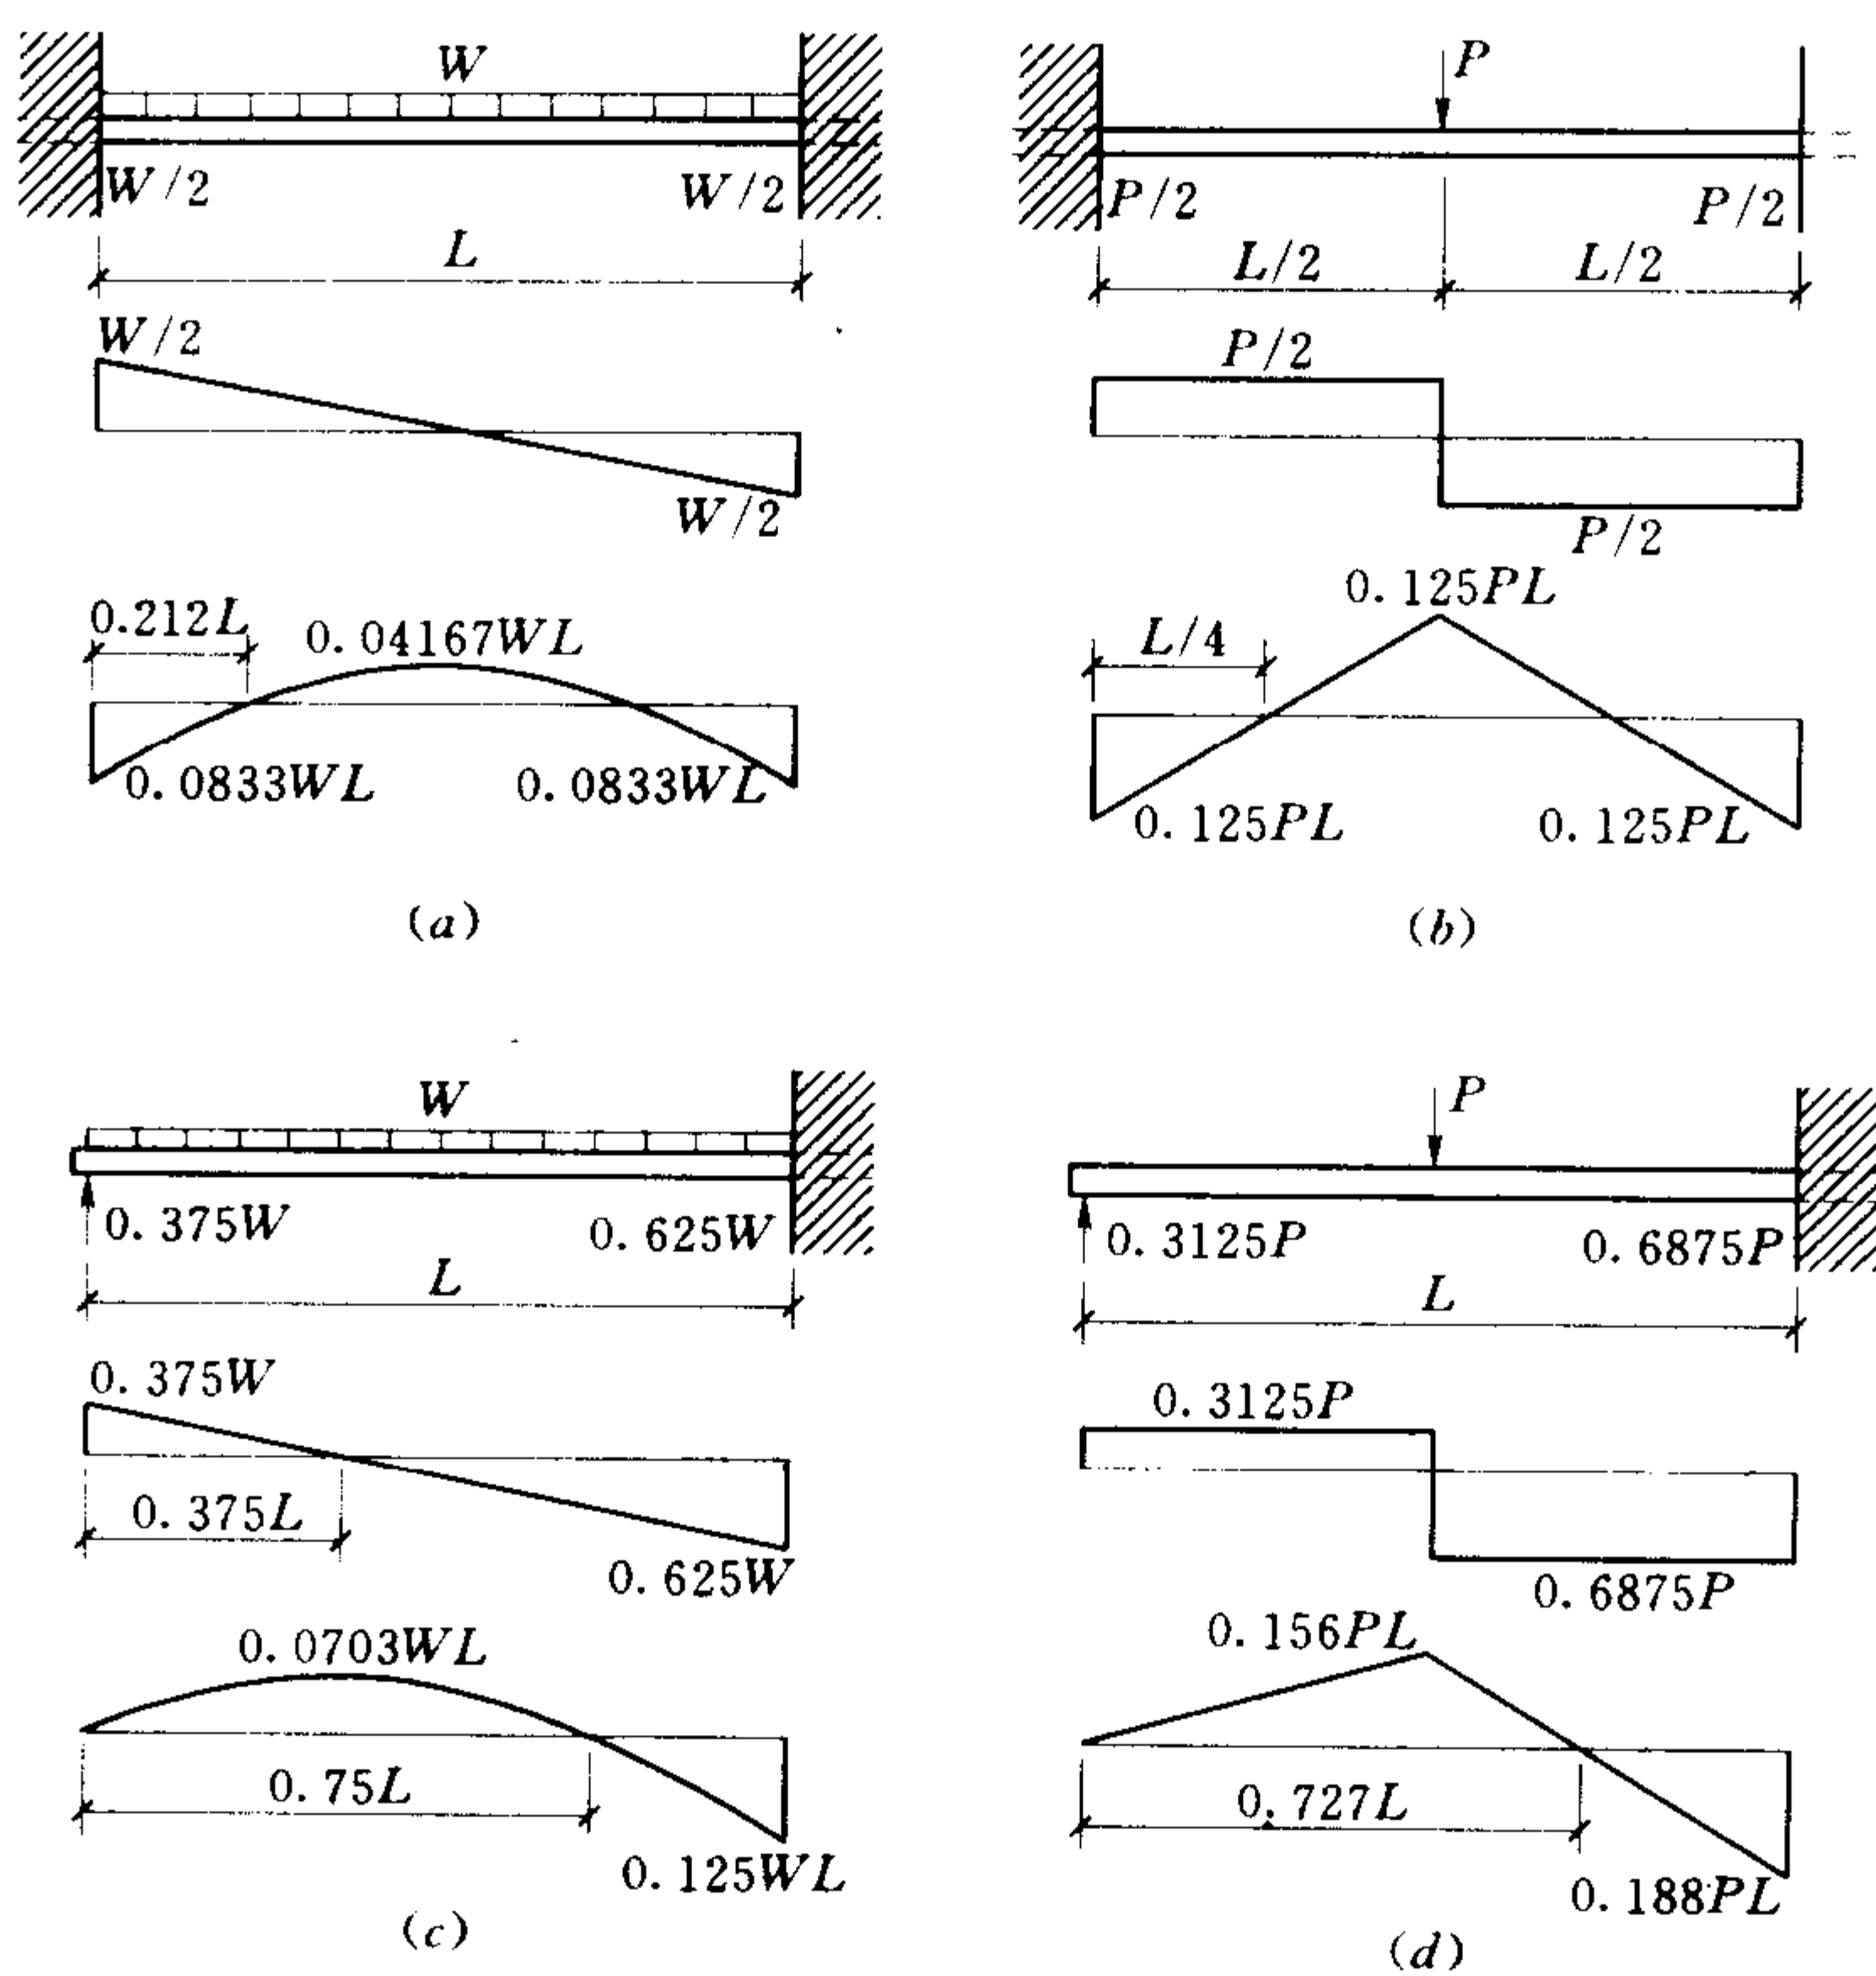 W
W/2 W/2
L
W/2
W/2
0.212L 0.04167WL
0.0833WL 0.0833WL
(a)
P
P/2 P/2
L/2 L/2
P/2
P/2
0.125PL
L/4
0.125PL 0.125PL
(b)
W
0.375W 0.625W
L
0.375W
0.375L
0.625W
0.0703WL
0.75L
0.125WL
(c)
P
0.3125P 0.6875P
L
0.3125P
0.6875P
0.156PL
0.727L
0.188PL
(d)